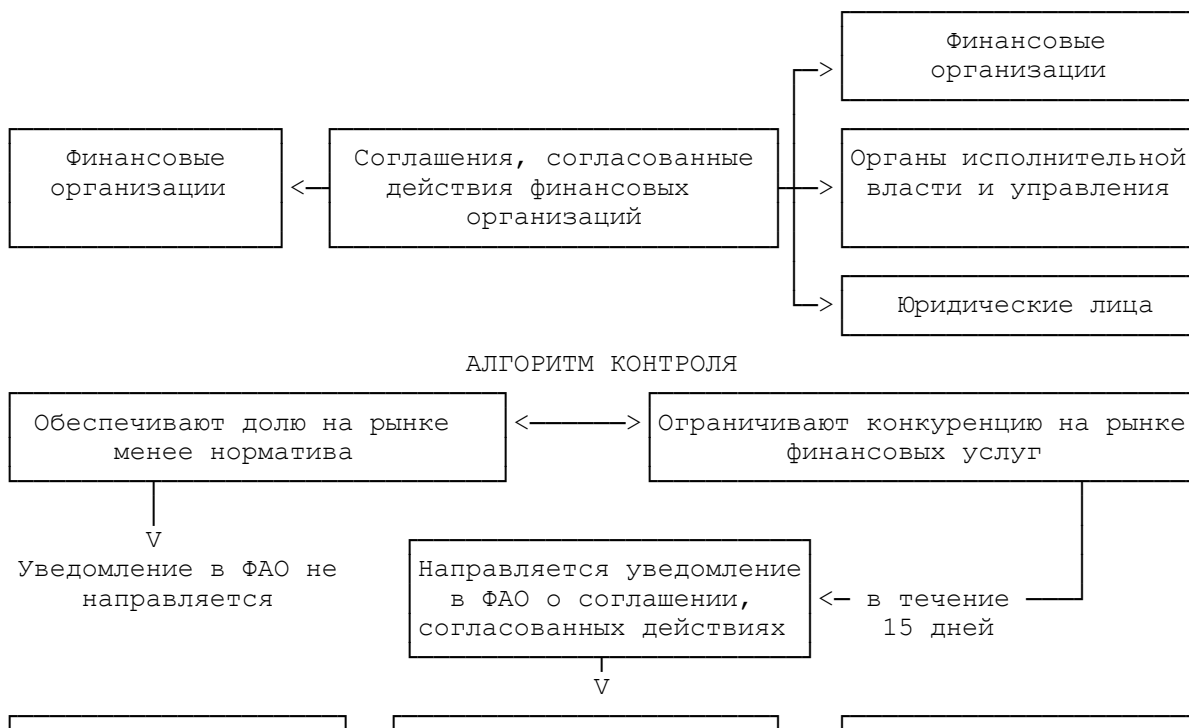 Финансовые
организации
Финансовые
организации
Соглашения, согласованные
действия финансовых
организаций
Органы исполнительной
власти и управления
Юридические лица
АЛГОРИТМ КОНТРОЛЯ
Обеспечивают долю на рынке
менее норматива
Ограничивают конкуренцию на рынке
финансовых услуг
Уведомление в ФАО не
направляется
Направляется уведомление
в ФАО о соглашении,
согласованных действиях
в течение
15 дней